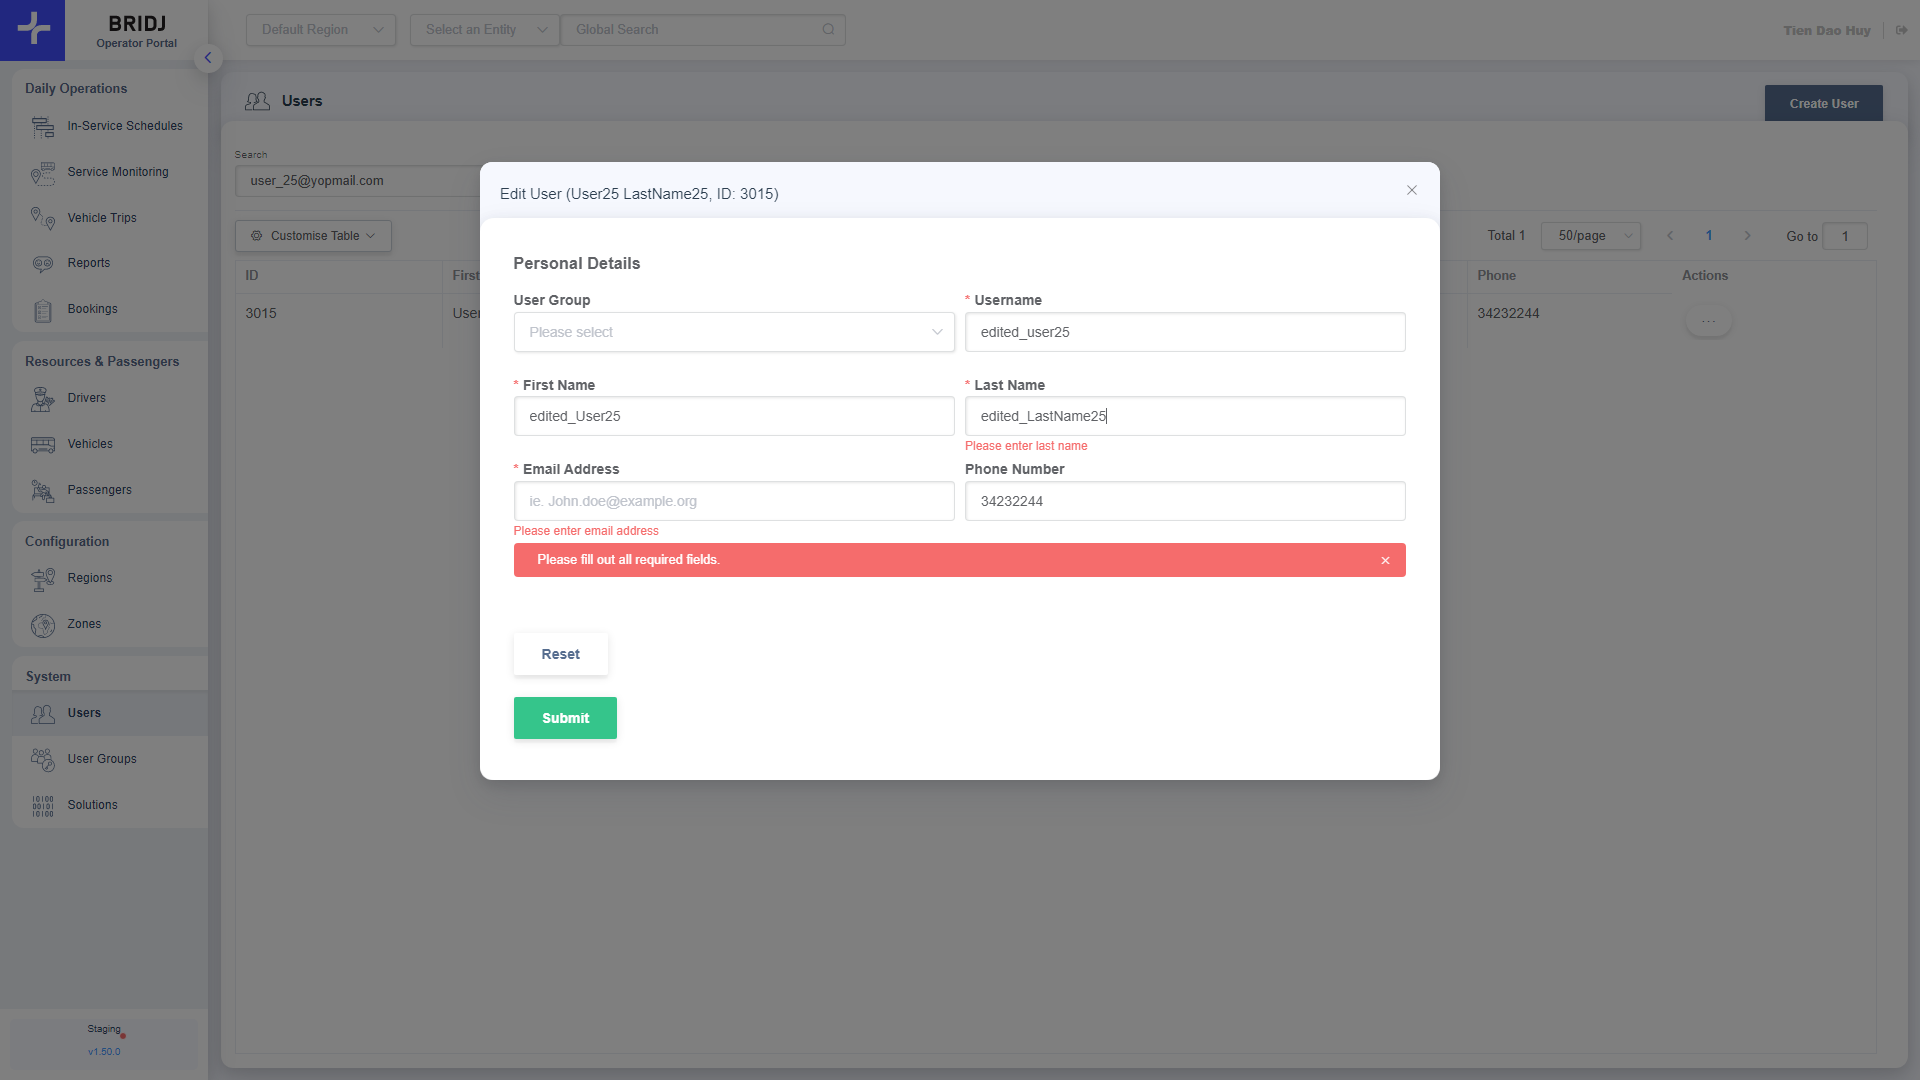 BRIDJ
Operator Portal
Default Region
Select an Entity
Global Search
Tien Dao Huy
Daily Operations
In-Service Schedules
Service Monitoring
Vehicle Trips
Reports
Bookings
Resources & Passengers
Drivers
Vehicles
Passengers
Configuration
Regions
Zones
System
Users
User Groups
Solutions
Staging
v1.50.0
Users
Create User
Search
user_25@yopmail.com
Customise Table
Total 1
50/page
1
Go to
1
ID
First
Phone
Actions
3015
User
34232244
...
Edit User (User25 LastName25, ID: 3015)
Personal Details
User Group
* Username
Please select
edited_user25
* First Name
* Last Name
edited_User25
edited_LastName25
Please enter last name
* Email Address
Phone Number
ie. John.doe@example.org
34232244
Please enter email address
Please fill out all required fields.
Reset
Submit